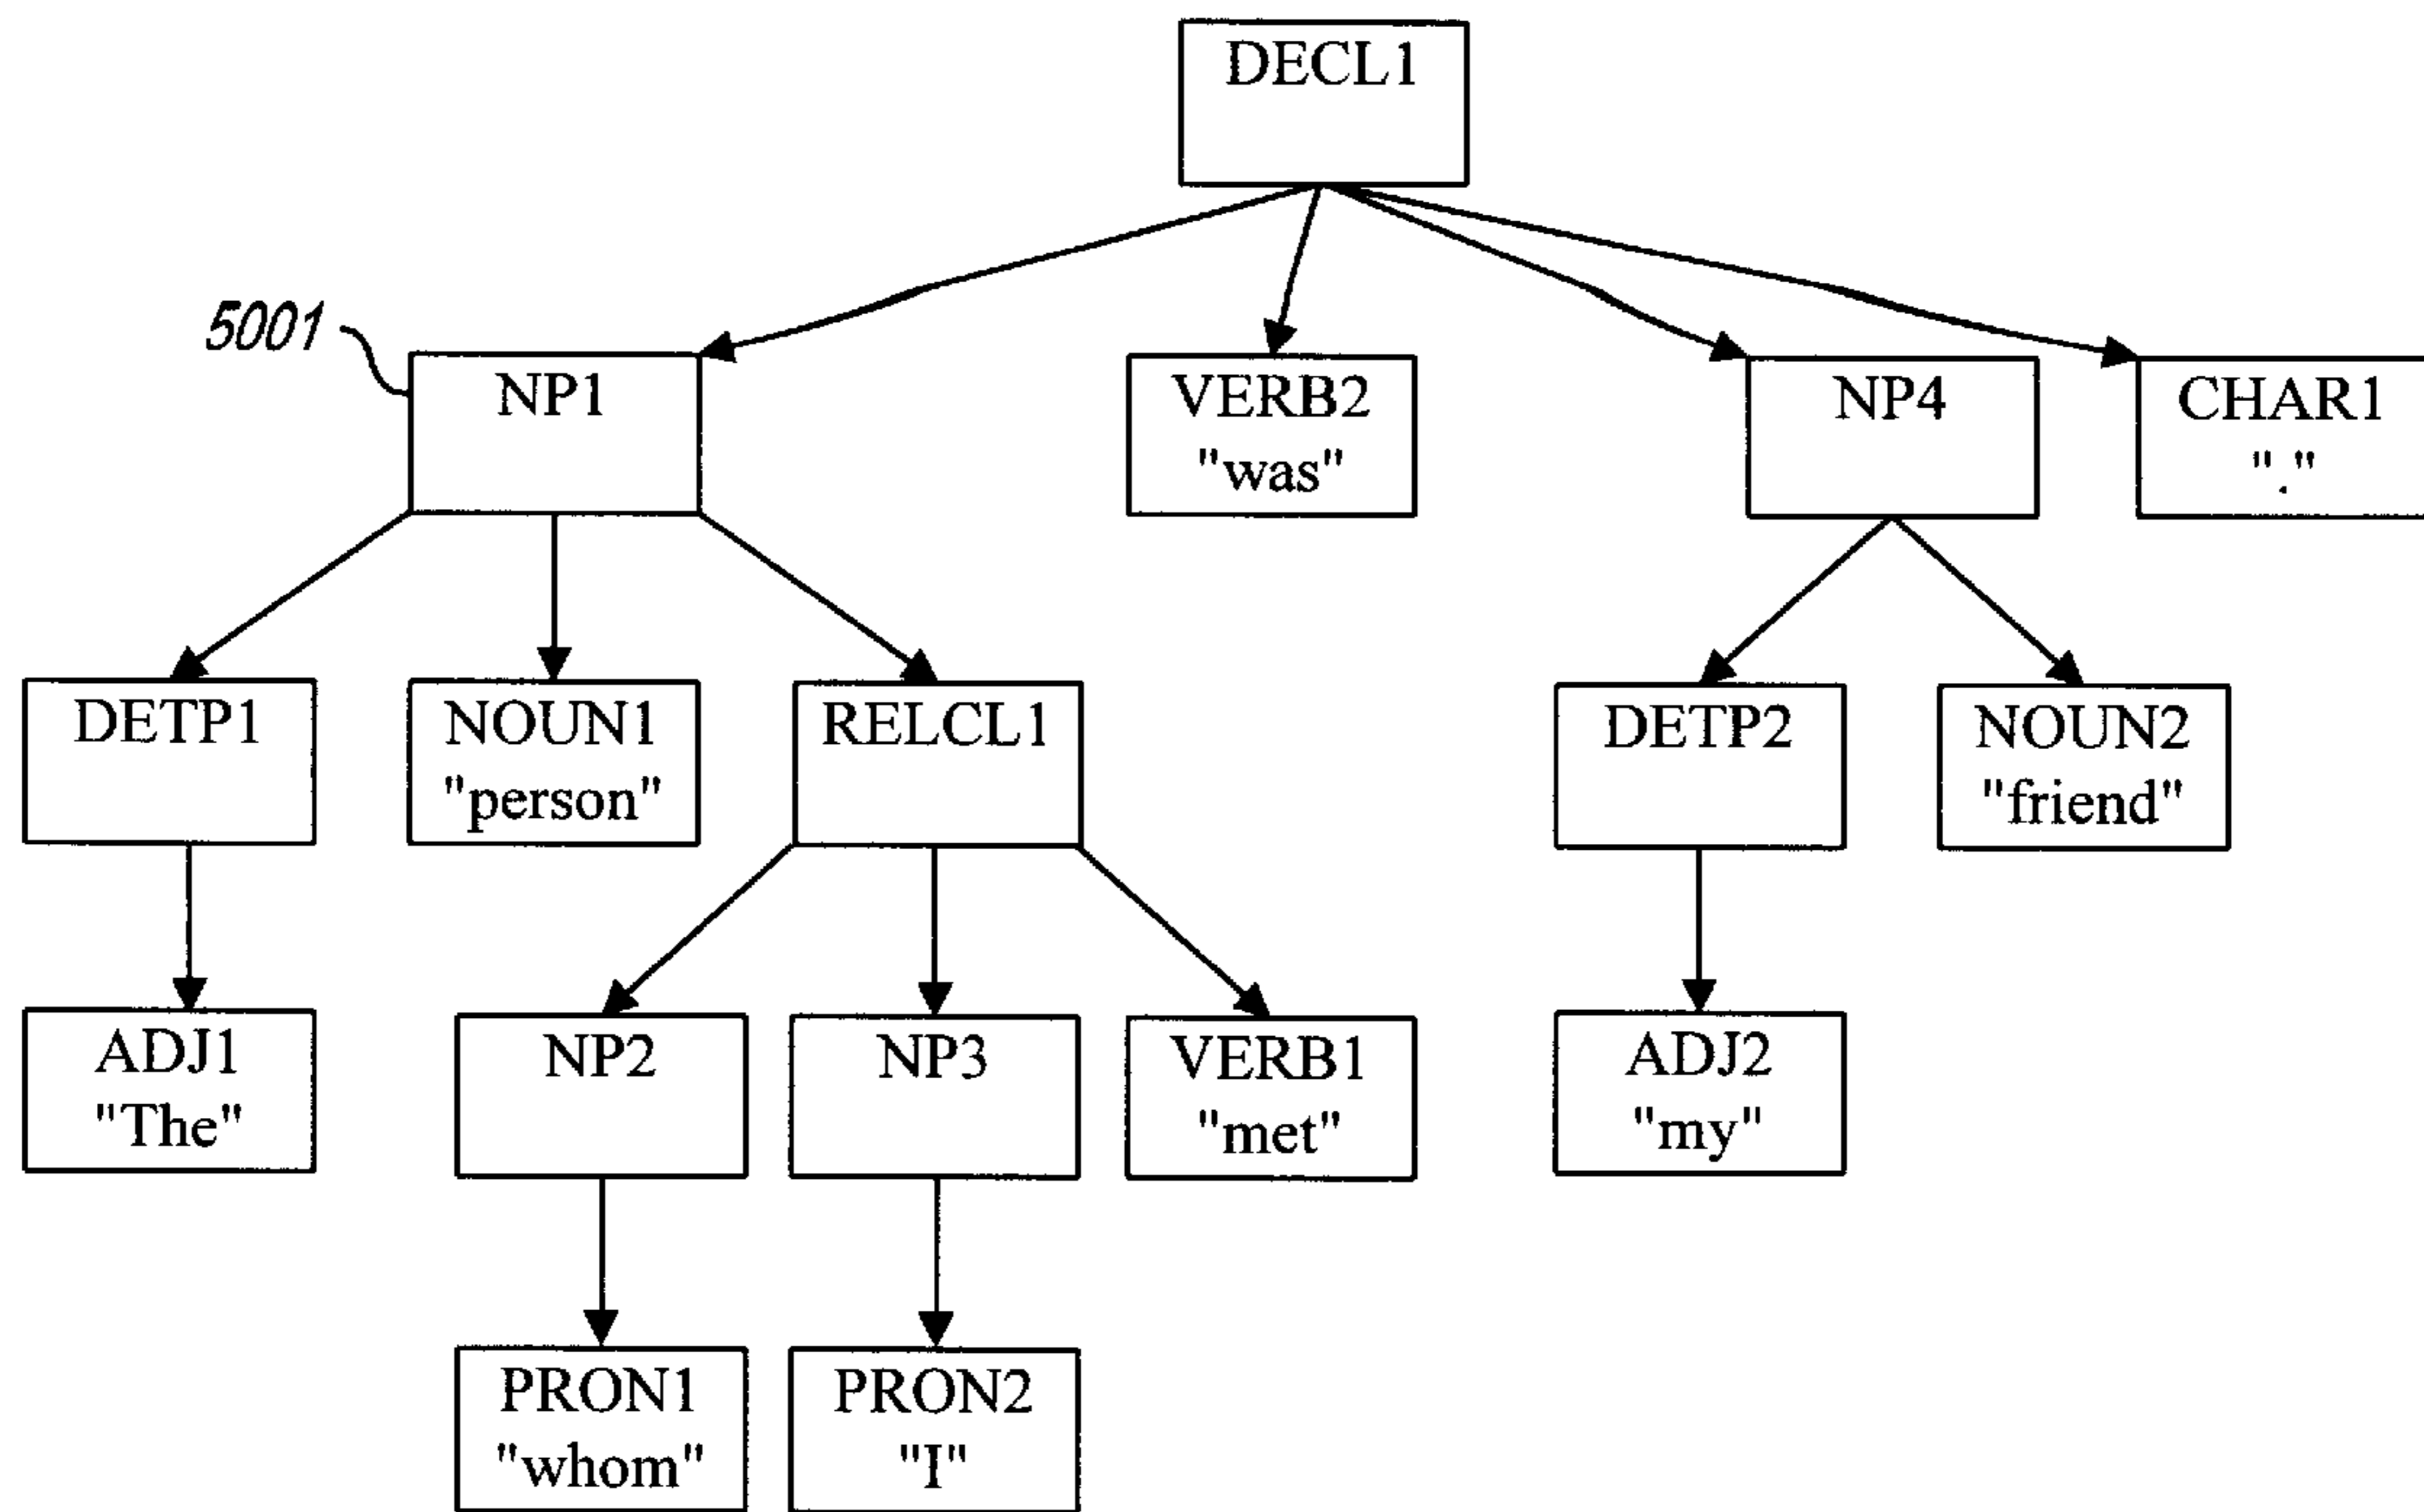 DECL1
5001
NP1
VERB2
"was"
NP4
CHAR1
"."
DETP1
NOUN1
"person"
RELCL1
DETP2
NOUN2
"friend"
ADJ1
"The"
NP2
NP3
VERB1
"met"
ADJ2
"my"
PRON1
"whom"
PRON2
"I"